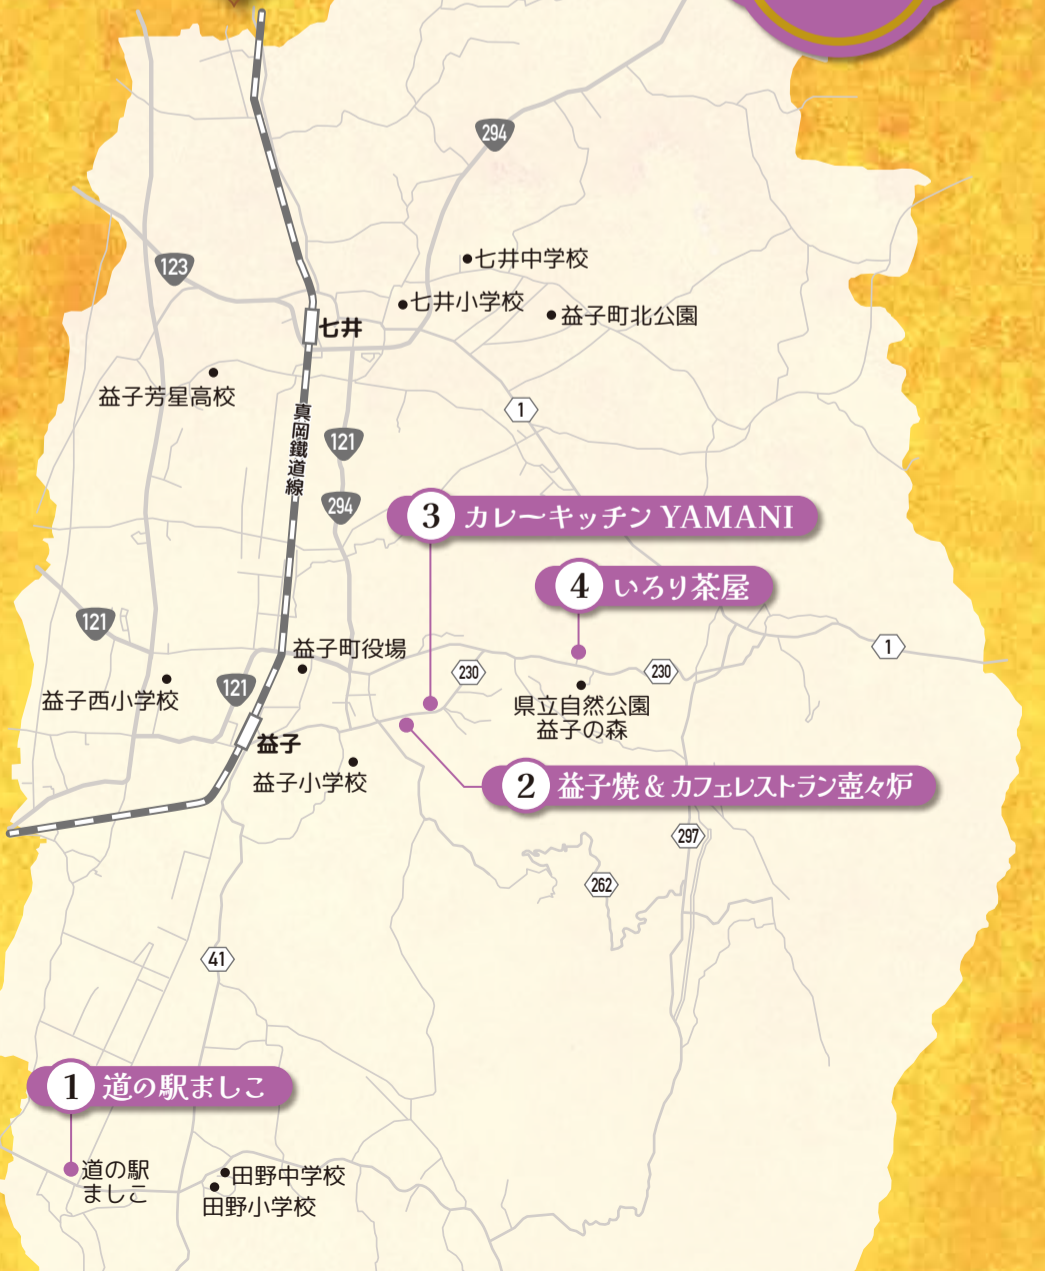 294
123
七井中学校
七井小学校
益子町北公園
七井
益子芳星高校
真岡鐵道線
1
121
294
3 カレーキッチン YAMANI
4 いろり茶屋
121
益子町役場
230
230
1
益子西小学校
121
県立自然公園
益子の森
益子
益子小学校
2 益子焼 & カフェレストラン壺々炉
297
262
41
1 道の駅ましこ
道の駅
ましこ
田野中学校
田野小学校